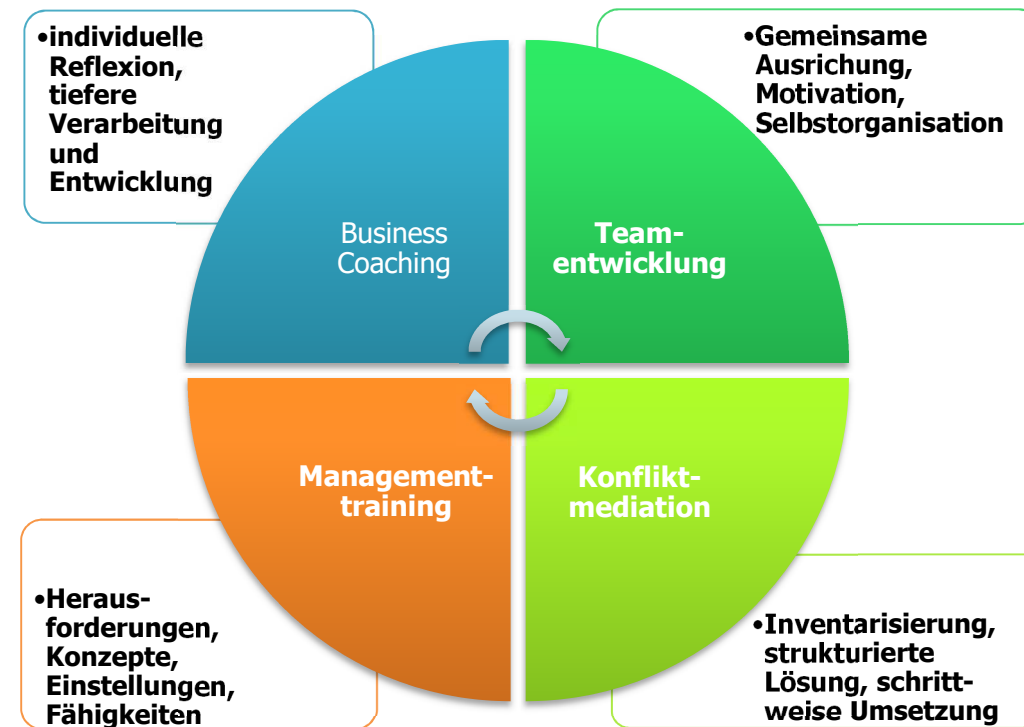 •individuelle
Reflexion,
tiefere
Verarbeitung
und
Entwicklung
•Gemeinsame
Ausrichung,
Motivation,
Selbstorganisation
Business
Coaching
Team-
entwicklung
Management-
training
Konflikt-
mediation
•Heraus-
forderungen,
Konzepte,
Einstellungen,
Fähigkeiten
•Inventarisierung,
strukturierte
Lösung, schritt-
weise Umsetzung